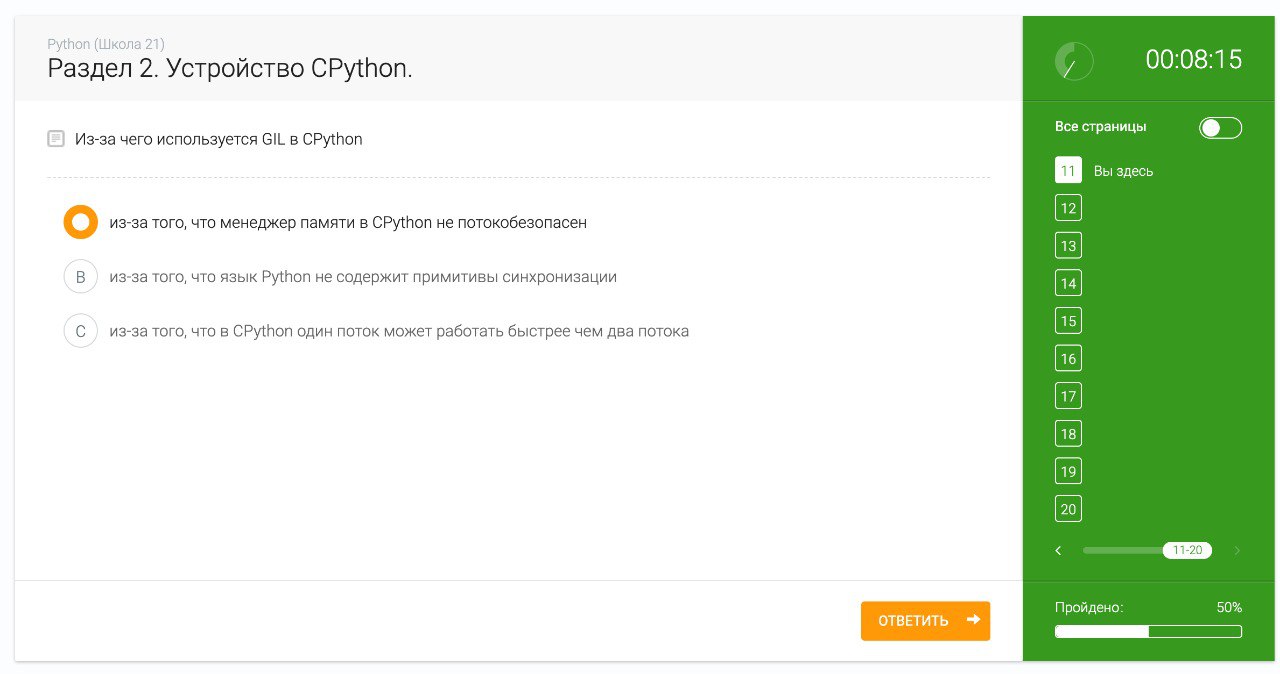 Python (Школа 21)
Раздел 2. Устройство CPython.
Из-за чего используется GIL в CPython
из-за того, что менеджер памяти в CPython не потокобезопасен
B из-за того, что язык Python не содержит примитивы синхронизации
C из-за того, что в CPython один поток может работать быстрее чем два потока
ОТВЕТИТЬ
00:08:15
Все страницы
11 Вы здесь
12
13
14
15
16
17
18
19
20
11-20
Пройдено: 50%